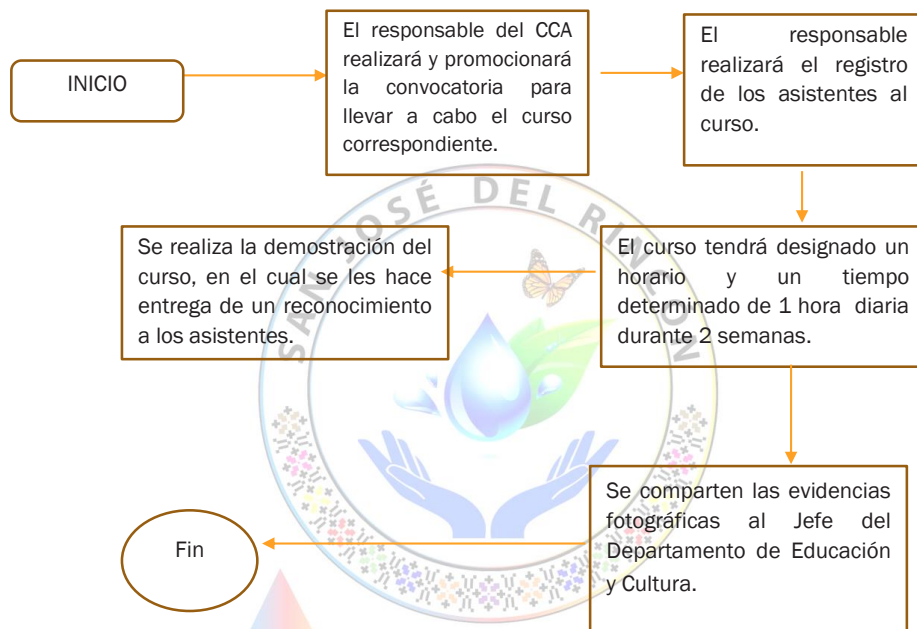 INICIO
El responsable del CCA
realizará y promocionará
la convocatoria para
llevar a cabo el curso
correspondiente.
El responsable
realizará el registro
de los asistentes al
curso.
El curso tendrá designado un
horario y un tiempo
determinado de 1 hora diaria
durante 2 semanas.
Se realiza la demostración del
curso, en el cual se les hace
entrega de un reconocimiento
a los asistentes.
Se comparten las evidencias
fotográficas al Jefe del
Departamento de Educación
y Cultura.
Fin
SAN JOSÉ DEL RINCÓN